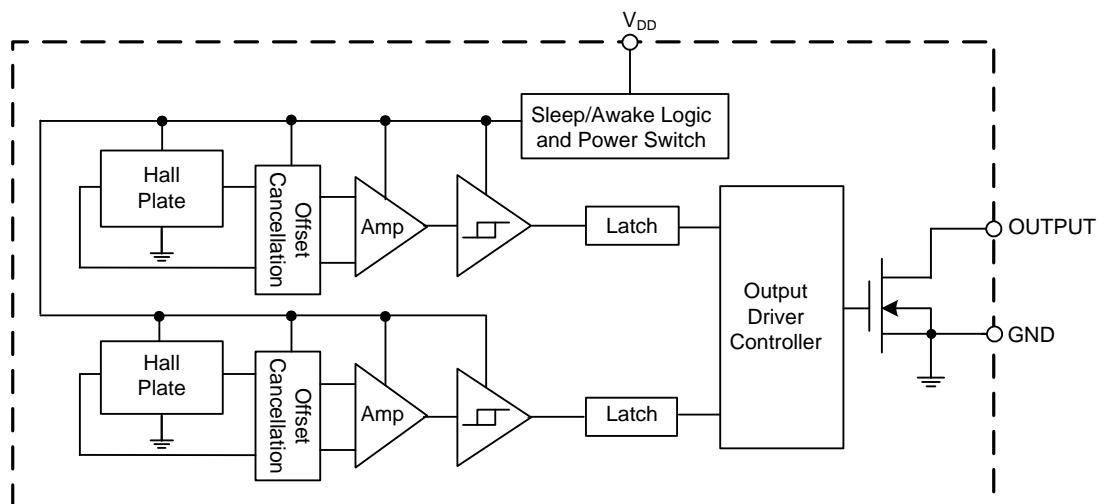 VDD
Sleep/Awake Logic
and Power Switch
Hall
Plate
Offset
Cancellation
Amp
Latch
Output
Driver
Controller
OUTPUT
GND
Hall
Plate
Offset
Cancellation
Amp
Latch